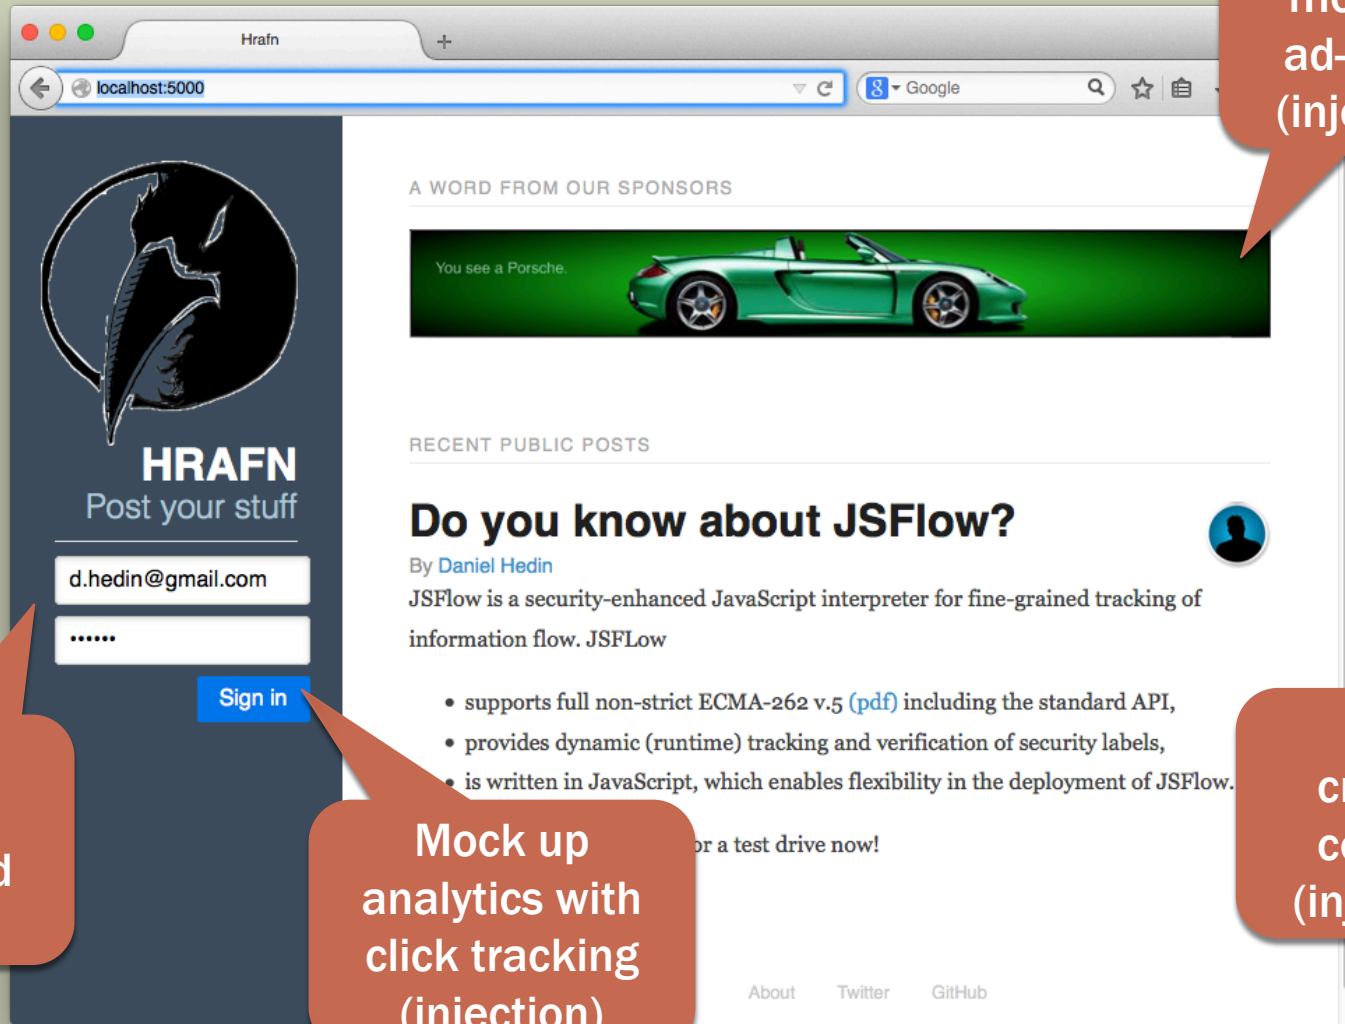 Hrafn
localhost:5000
Google
ad-
A WORD FROM OUR SPONSORS
You see a Porsche.
HRAFN
Post your stuff
d.hedin@gmail.com
••••••
Sign in
RECENT PUBLIC POSTS
Do you know about JSFlow?
By Daniel Hedin
JSFlow is a security-enhanced JavaScript interpreter for fine-grained tracking of
information flow. JSFLow
• supports full non-strict ECMA-262 v.5 (pdf) including the standard API,
• provides dynamic (runtime) tracking and verification of security labels,
• is written in JavaScript, which enables flexibility in the deployment of JSFlow.
a test drive now!
Mock up
analytics with
click tracking
(injection)
About Twitter GitHub